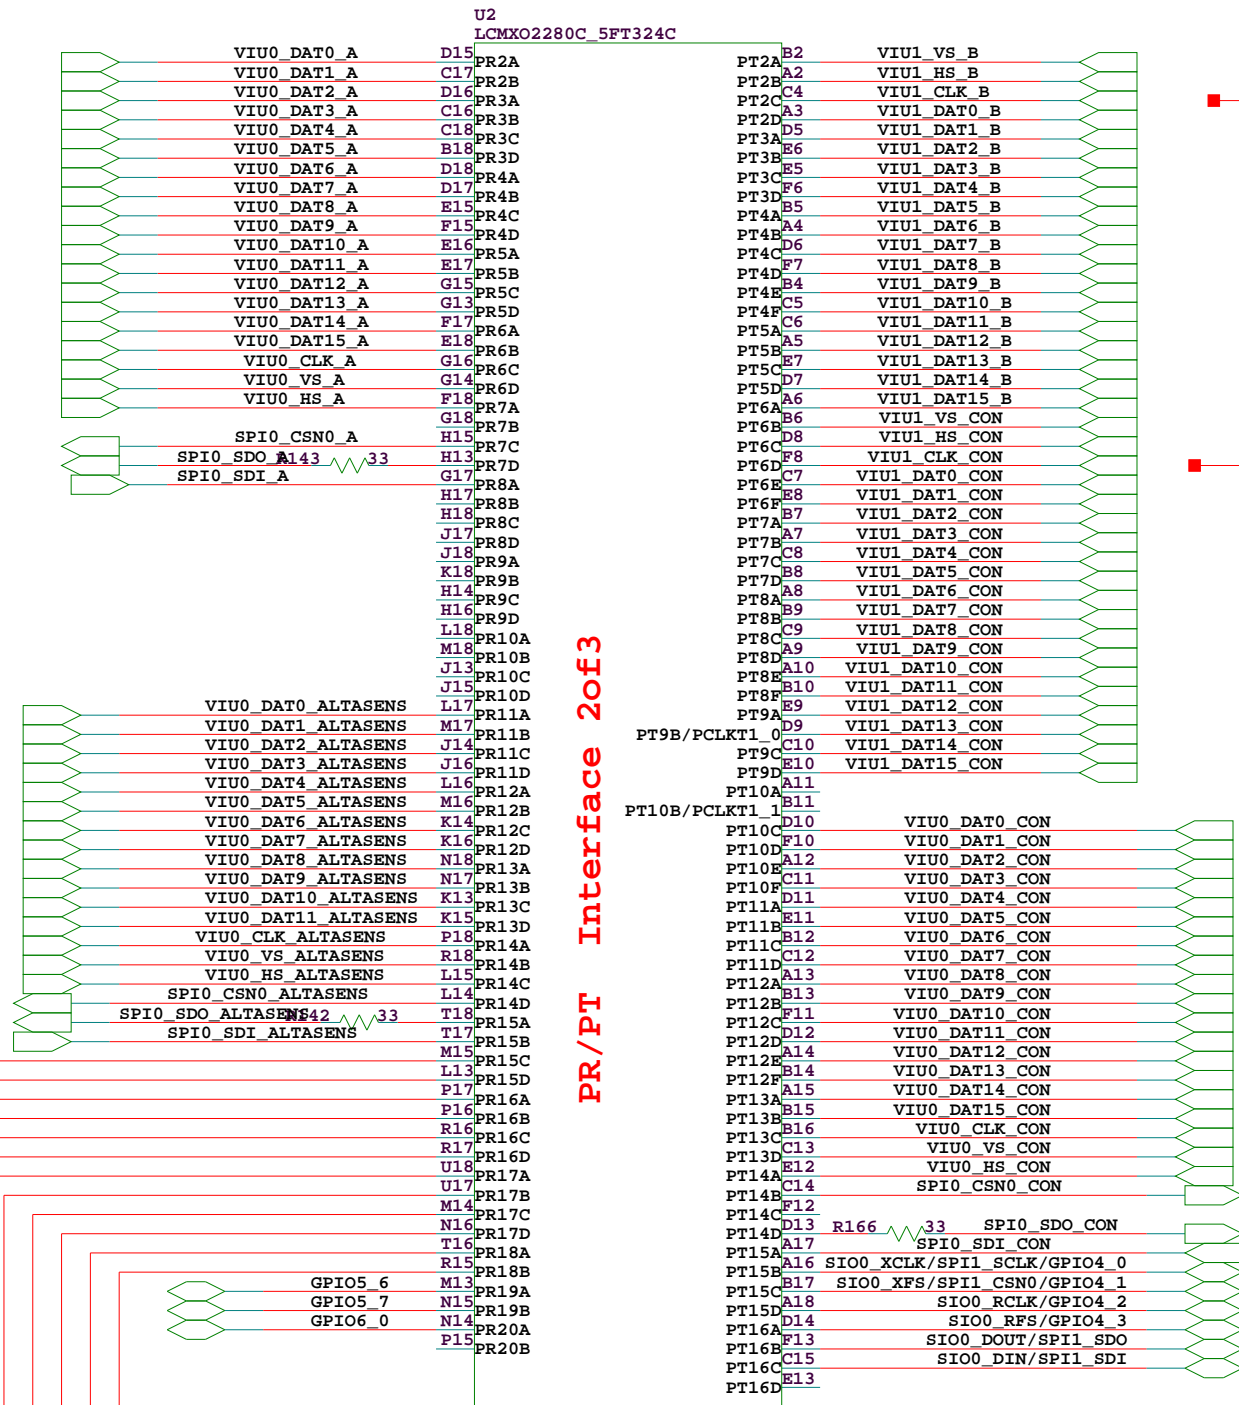 U2
LCMXO2280C_5FT324C
VIU0_DAT0_A D15 PR2A
VIU0_DAT1_A C17 PR2B
VIU0_DAT2_A D16 PR3A
VIU0_DAT3_A C16 PR3B
VIU0_DAT4_A C18 PR3C
VIU0_DAT5_A B18 PR3D
VIU0_DAT6_A D18 PR4A
VIU0_DAT7_A D17 PR4B
VIU0_DAT8_A E15 PR4C
VIU0_DAT9_A F15 PR4D
VIU0_DAT10_A E16 PR5A
VIU0_DAT11_A E17 PR5B
VIU0_DAT12_A G15 PR5C
VIU0_DAT13_A G13 PR5D
VIU0_DAT14_A F17 PR6A
VIU0_DAT15_A E18 PR6B
VIU0_CLK_A G16 PR6C
VIU0_VS_A G14 PR6D
VIU0_HS_A F18 PR7A
G18 PR7B
SPI0_CSN0_A H15 PR7C
SPI0_SDO_A R143 33 H13 PR7D
SPI0_SDI_A G17 PR8A
H17 PR8B
H18 PR8C
J17 PR8D
J18 PR9A
K18 PR9B
H14 PR9C
H16 PR9D
L18 PR10A
M18 PR10B
J13 PR10C
J15 PR10D
VIU0_DAT0_ALTASENS L17 PR11A
VIU0_DAT1_ALTASENS M17 PR11B
VIU0_DAT2_ALTASENS J14 PR11C
VIU0_DAT3_ALTASENS J16 PR11D
VIU0_DAT4_ALTASENS L16 PR12A
VIU0_DAT5_ALTASENS M16 PR12B
VIU0_DAT6_ALTASENS K14 PR12C
VIU0_DAT7_ALTASENS K16 PR12D
VIU0_DAT8_ALTASENS N18 PR13A
VIU0_DAT9_ALTASENS N17 PR13B
VIU0_DAT10_ALTASENS K13 PR13C
VIU0_DAT11_ALTASENS K15 PR13D
VIU0_CLK_ALTASENS P18 PR14A
VIU0_VS_ALTASENS R18 PR14B
VIU0_HS_ALTASENS L15 PR14C
SPI0_CSN0_ALTASENS L14 PR14D
SPI0_SDO_ALTASENS R142 33 T18 PR15A
SPI0_SDI_ALTASENS T17 PR15B
M15 PR15C
L13 PR15D
P17 PR16A
P16 PR16B
R16 PR16C
R17 PR16D
U18 PR17A
U17 PR17B
M14 PR17C
N16 PR17D
T16 PR18A
R15 PR18B
GPIO5_6 M13 PR19A
GPIO5_7 N15 PR19B
GPIO6_0 N14 PR20A
P15 PR20B
PR/PT Interface 2of3
PT2A B2 VIU1_VS_B
PT2B A2 VIU1_HS_B
PT2C C4 VIU1_CLK_B
PT2D A3 VIU1_DAT0_B
PT3A D5 VIU1_DAT1_B
PT3B E6 VIU1_DAT2_B
PT3C E5 VIU1_DAT3_B
PT3D F6 VIU1_DAT4_B
PT4A B5 VIU1_DAT5_B
PT4B A4 VIU1_DAT6_B
PT4C D6 VIU1_DAT7_B
PT4D F7 VIU1_DAT8_B
PT4E B4 VIU1_DAT9_B
PT4F C5 VIU1_DAT10_B
PT5A C6 VIU1_DAT11_B
PT5B A5 VIU1_DAT12_B
PT5C E7 VIU1_DAT13_B
PT5D D7 VIU1_DAT14_B
PT6A A6 VIU1_DAT15_B
PT6B B6 VIU1_VS_CON
PT6C D8 VIU1_HS_CON
PT6D F8 VIU1_CLK_CON
PT6E C7 VIU1_DAT0_CON
PT6F E8 VIU1_DAT1_CON
PT7A B7 VIU1_DAT2_CON
PT7B A7 VIU1_DAT3_CON
PT7C C8 VIU1_DAT4_CON
PT7D B8 VIU1_DAT5_CON
PT8A A8 VIU1_DAT6_CON
PT8B B9 VIU1_DAT7_CON
PT8C C9 VIU1_DAT8_CON
PT8D A9 VIU1_DAT9_CON
PT8E A10 VIU1_DAT10_CON
PT8F B10 VIU1_DAT11_CON
PT9A E9 VIU1_DAT12_CON
PT9B/PCLKT1_0 D9 VIU1_DAT13_CON
PT9C C10 VIU1_DAT14_CON
PT9D E10 VIU1_DAT15_CON
PT10A A11
PT10B/PCLKT1_1 B11
PT10C D10 VIU0_DAT0_CON
PT10D F10 VIU0_DAT1_CON
PT10E A12 VIU0_DAT2_CON
PT10F C11 VIU0_DAT3_CON
PT11A D11 VIU0_DAT4_CON
PT11B E11 VIU0_DAT5_CON
PT11C B12 VIU0_DAT6_CON
PT11D C12 VIU0_DAT7_CON
PT12A A13 VIU0_DAT8_CON
PT12B B13 VIU0_DAT9_CON
PT12C F11 VIU0_DAT10_CON
PT12D D12 VIU0_DAT11_CON
PT12E A14 VIU0_DAT12_CON
PT12F B14 VIU0_DAT13_CON
PT13A A15 VIU0_DAT14_CON
PT13B B15 VIU0_DAT15_CON
PT13C B16 VIU0_CLK_CON
PT13D C13 VIU0_VS_CON
PT14A E12 VIU0_HS_CON
PT14B C14 SPI0_CSN0_CON
PT14C F12
PT14D D13 R166 33 SPI0_SDO_CON
PT15A A17 SPI0_SDI_CON
PT15B A16 SIO0_XCLK/SPI1_SCLK/GPIO4_0
PT15C B17 SIO0_XFS/SPI1_CSN0/GPIO4_1
PT15D A18 SIO0_RCLK/GPIO4_2
PT16A D14 SIO0_RFS/GPIO4_3
PT16B F13 SIO0_DOUT/SPI1_SDO
PT16C C15 SIO0_DIN/SPI1_SDI
PT16D E13